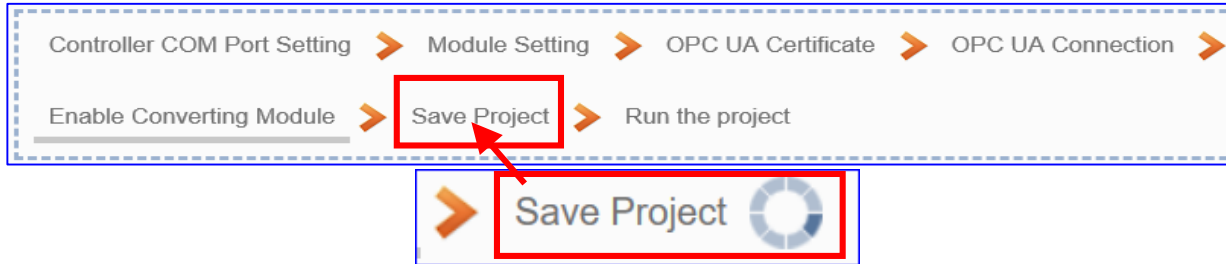 Controller COM Port Setting Module Setting OPC UA Certificate OPC UA Connection
Enable Converting Module Save Project Run the project
Save Project